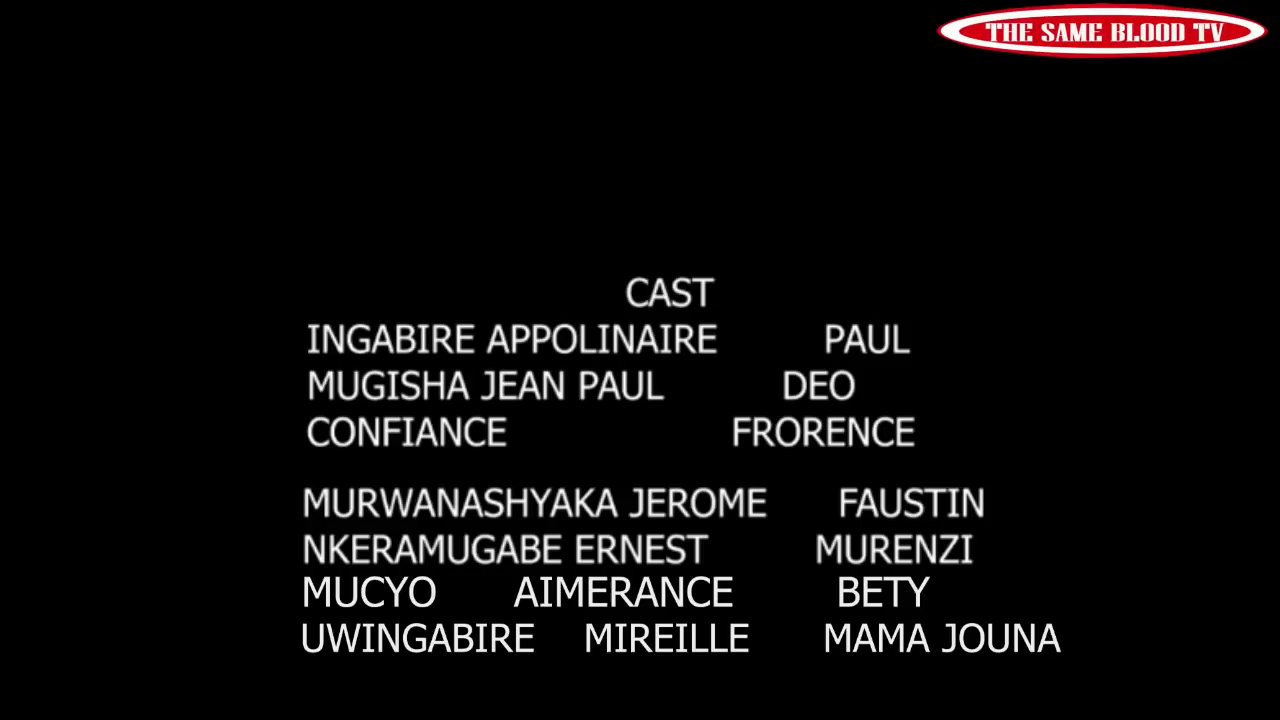 THE SAME BLOOD TV
CAST
INGABIRE APPOLINAIRE PAUL
MUGISHA JEAN PAUL DEO
CONFIANCE FRORENCE
MURWANASHYAKA JEROME FAUSTIN
NKERAMUGABE ERNEST MURENZI
MUCYO AIMERANCE BETY
UWINGABIRE MIREILLE MAMA JOUNA